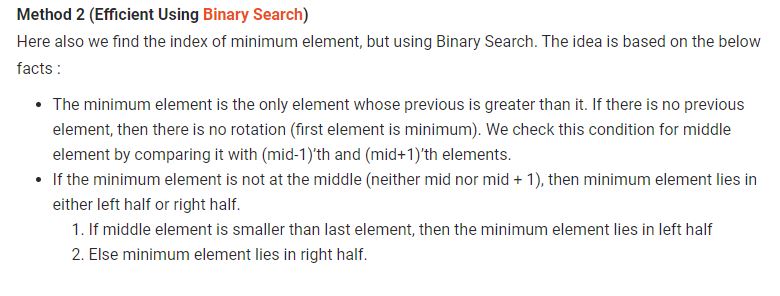 Method 2 (Efficient Using Binary Search)
Here also we find the index of minimum element, but using Binary Search. The idea is based on the below
facts :
• The minimum element is the only element whose previous is greater than it. If there is no previous
element, then there is no rotation (first element is minimum). We check this condition for middle
element by comparing it with (mid-1)'th and (mid+1)'th elements.
• If the minimum element is not at the middle (neither mid nor mid + 1), then minimum element lies in
either left half or right half.
1. If middle element is smaller than last element, then the minimum element lies in left half
2. Else minimum element lies in right half.